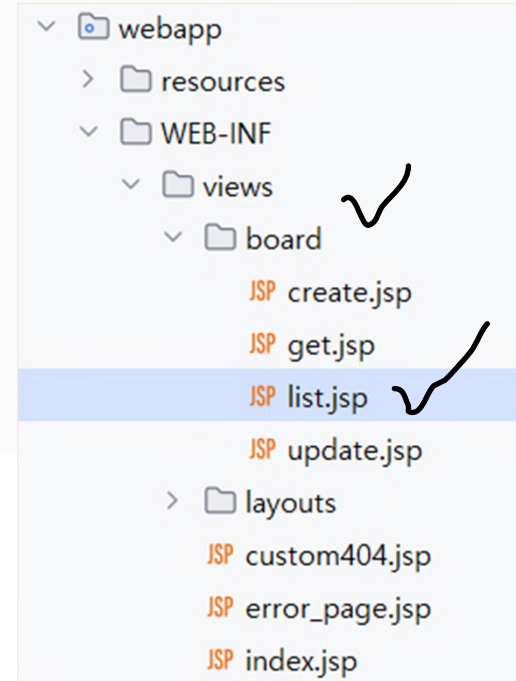 webapp
resources
WEB-INF
views
board
JSP create.jsp
JSP get.jsp
JSP list.jsp
JSP update.jsp
layouts
JSP custom404.jsp
JSP error_page.jsp
JSP index.jsp